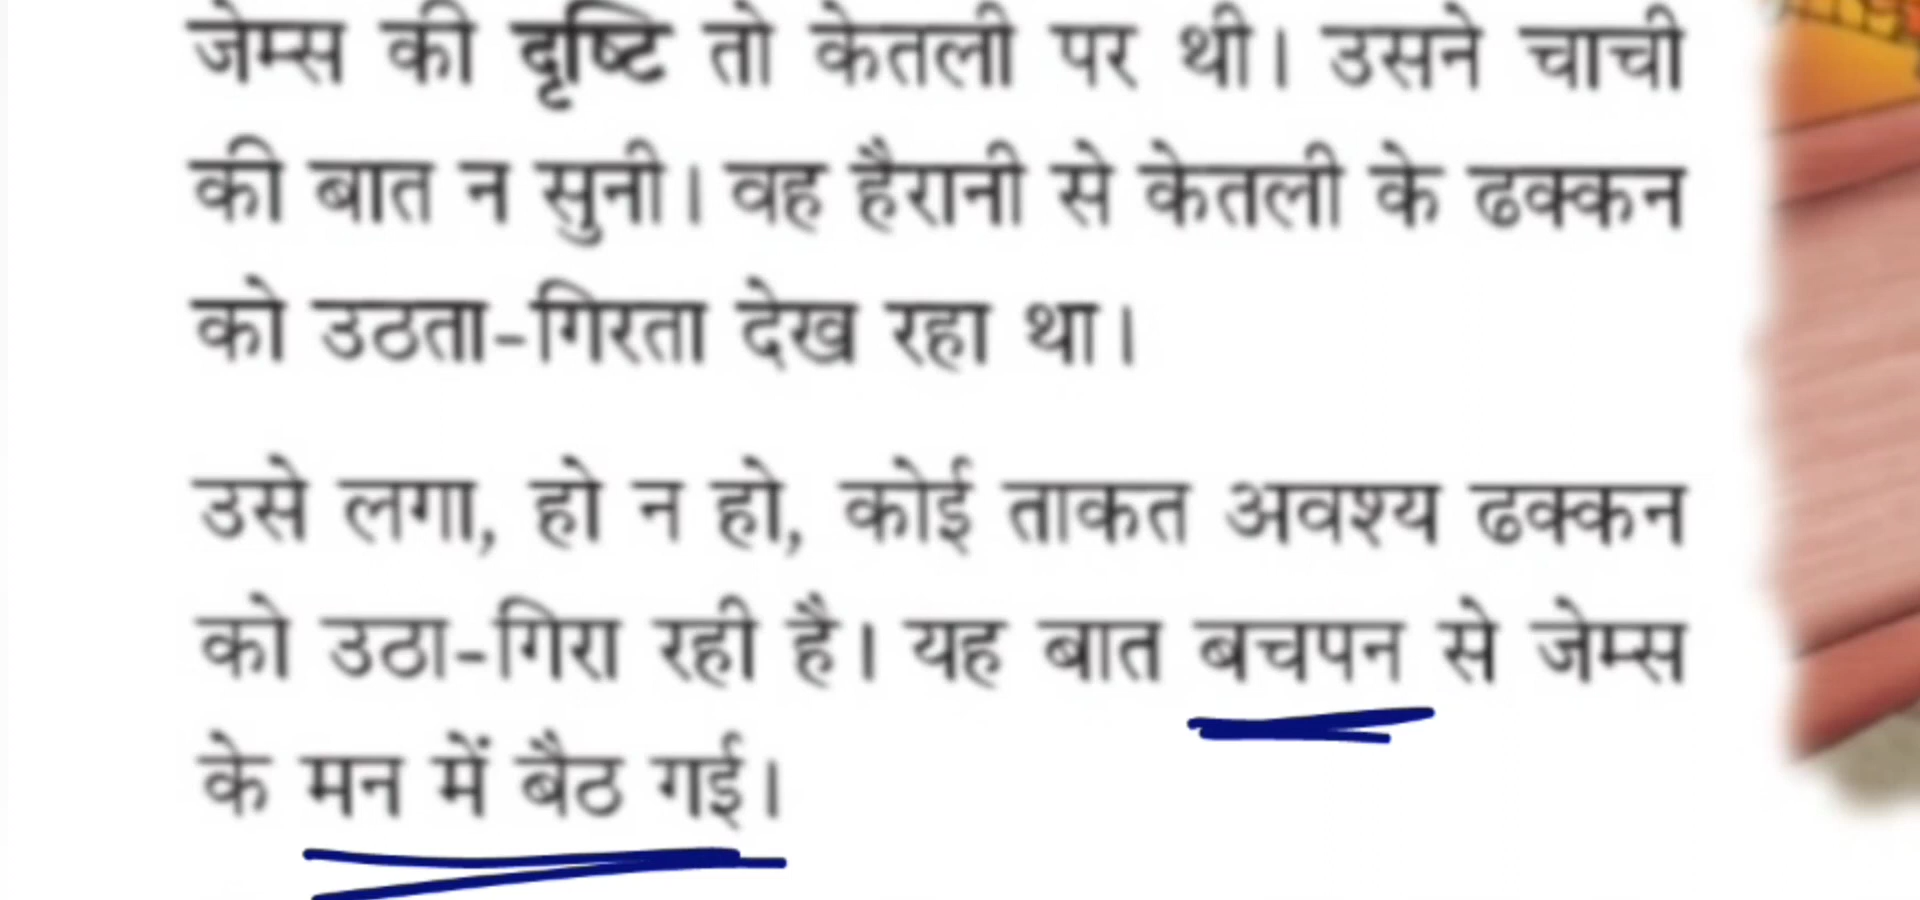 जेम्स की दृष्टि तो केतली पर थी। उसने चाची
की बात न सुनी। वह हैरानी से केतली के ढक्कन
को उठता-गिरता देख रहा था।
उसे लगा, हो न हो, कोई ताकत अवश्य ढक्कन
को उठा-गिरा रही है। यह बात बचपन से जेम्स
के मन में बैठ गई।